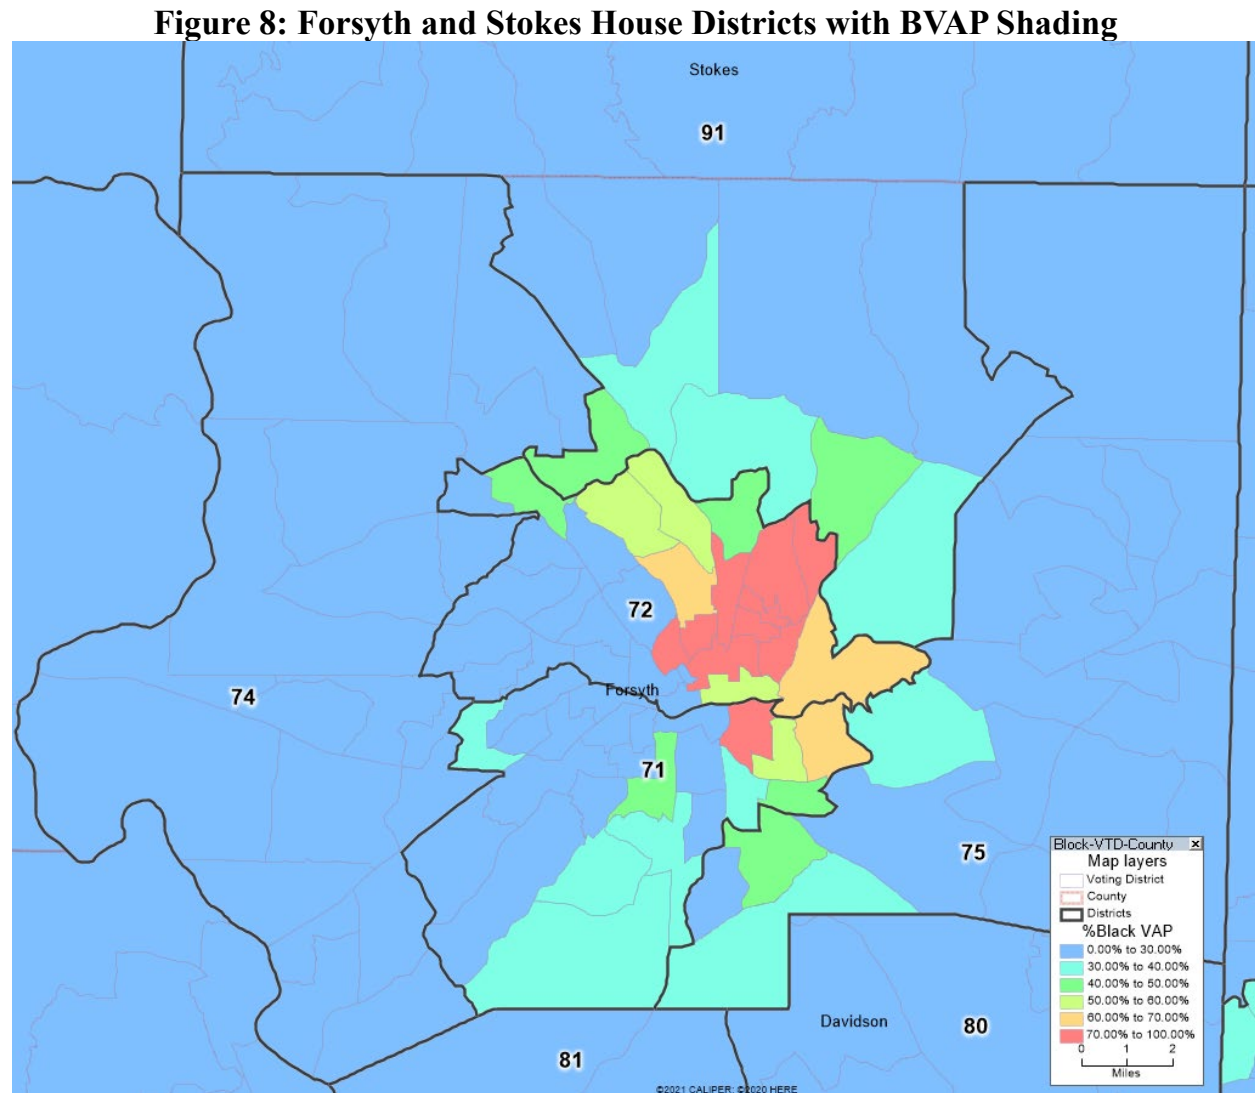 Figure 8: Forsyth and Stokes House Districts with BVAP Shading
Stokes
91
72
Forsyth
74
71
75
Block-VTD-County
Map layers
Voting District
County
Districts
%Black VAP
0.00% to 30.00%
30.00% to 40.00%
40.00% to 50.00%
50.00% to 60.00%
60.00% to 70.00%
70.00% to 100.00%
0 1 2
Miles
Davidson
80
81
©2021 CALIPER; ©2020 HERE